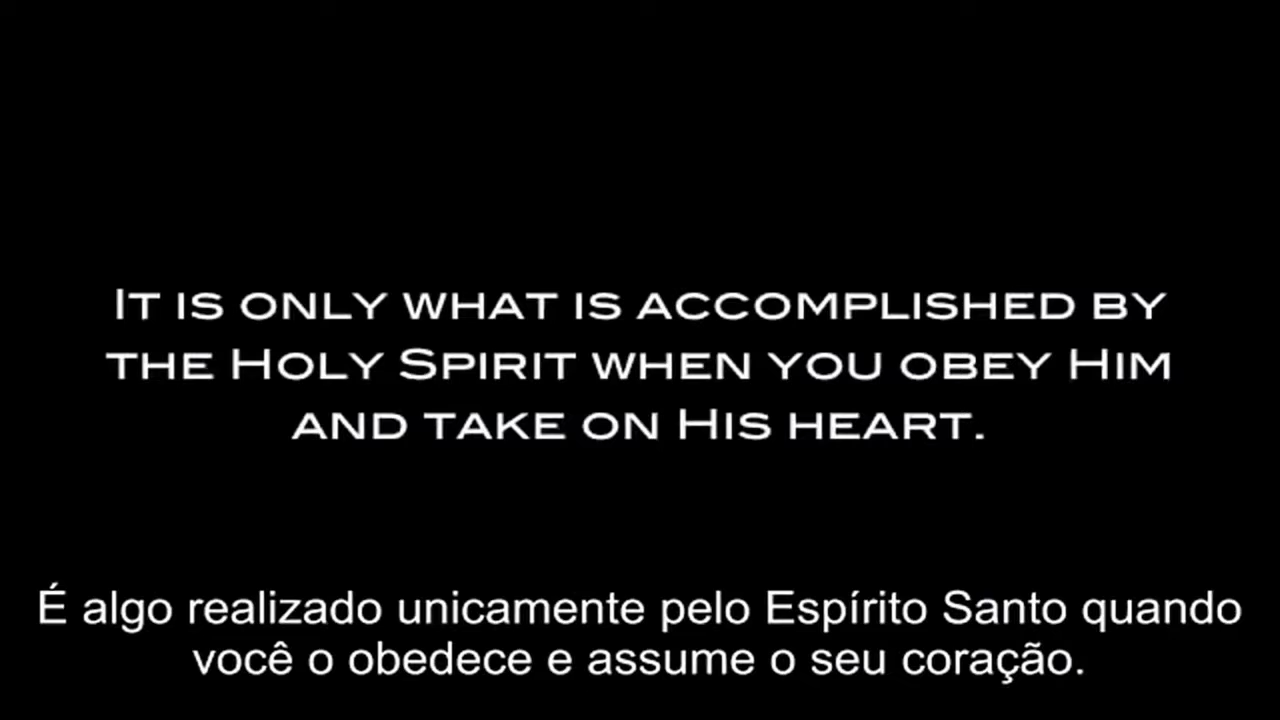 It is only what is accomplished by
the Holy Spirit when you obey Him
and take on His heart.
É algo realizado unicamente pelo Espírito Santo quando
você o obedece e assume o seu coração.